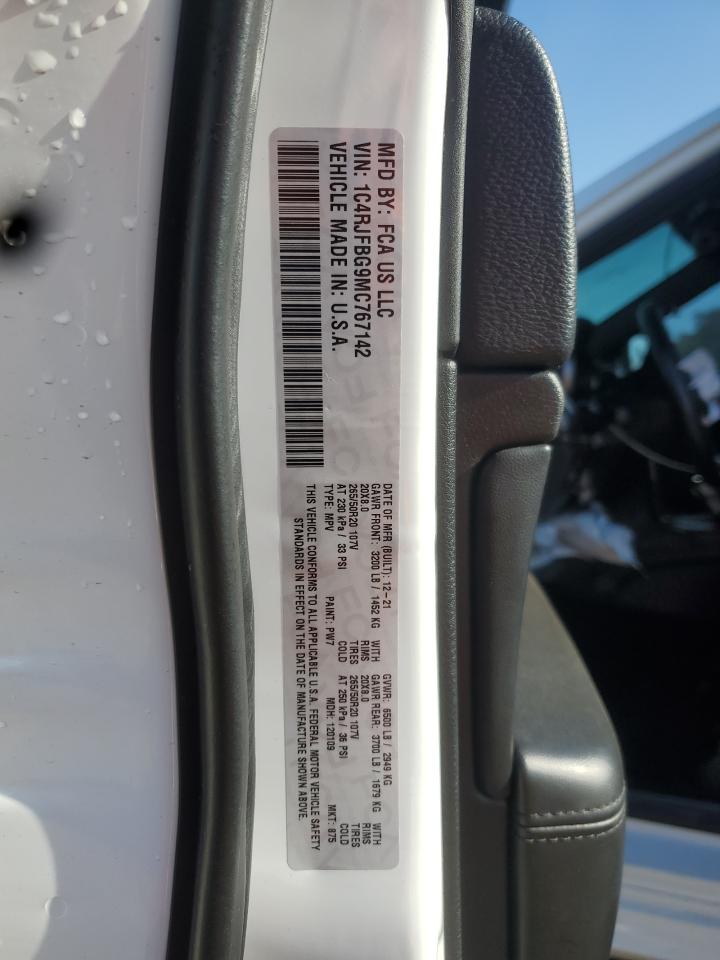 MFD BY: FCA US LLC
VIN: 1C4RJFBG9MC767142
VEHICLE MADE IN: U.S.A.
DATE OF MFR (BUILT): 12-21 GVWR: 6500 LB / 2949 KG
GAWR FRONT: 3200 LB / 1452 KG WITH GAWR REAR: 3700 LB / 1679 KG WITH
20X8.0 RIMS 20X8.0 RIMS
265/50R20 107V TIRES 265/50R20 107V TIRES
AT 230 kPa / 33 PSI COLD AT 250 kPa / 36 PSI COLD
TYPE: MPV PAINT: PW7 MDH: 120109 MKT: 875
THIS VEHICLE CONFORMS TO ALL APPLICABLE U.S.A. FEDERAL MOTOR VEHICLE SAFETY
STANDARDS IN EFFECT ON THE DATE OF MANUFACTURE SHOWN ABOVE.